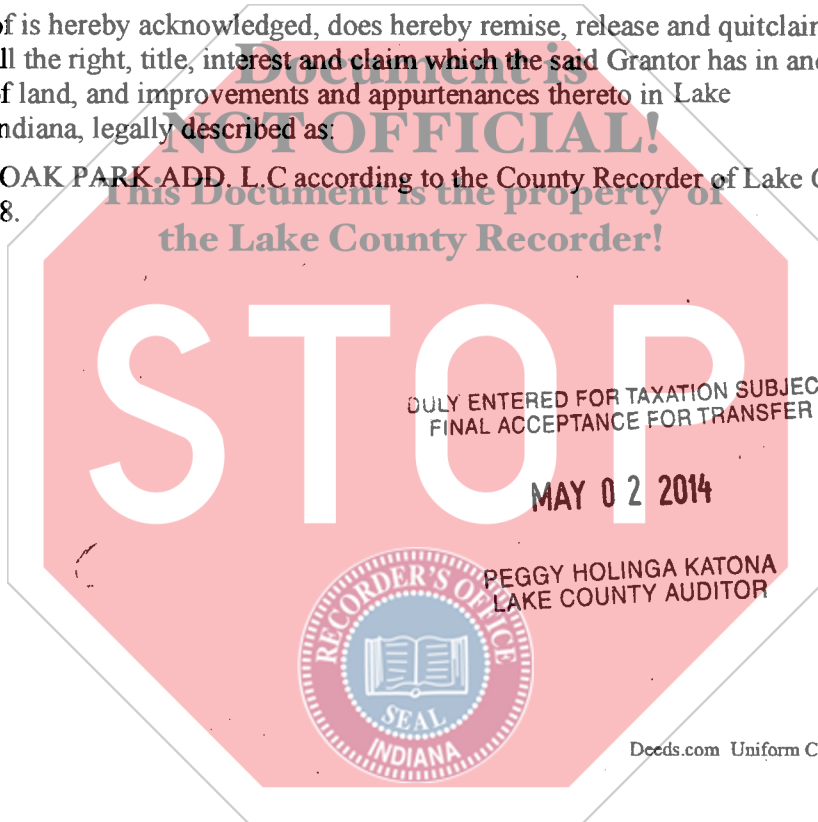 of is hereby acknowledged, does hereby remise, release and quitclaim
ll the right, title, interest and claim which the said Grantor has in and
Document is
of land, and improvements and appurtenances thereto in Lake
ndiana, legally described as:
NOT OFFICIAL!
OAK PARK ADD. L.C according to the County Recorder of Lake C
This Document is the property of
8.
the Lake County Recorder!
STOP
DULY ENTERED FOR TAXATION SUBJEC
FINAL ACCEPTANCE FOR TRANSFER
MAY 02 2014
PEGGY HOLINGA KATONA
LAKE COUNTY AUDITOR
RECORDER'S OFFICE
SEAL
INDIANA
Deeds.com Uniform C